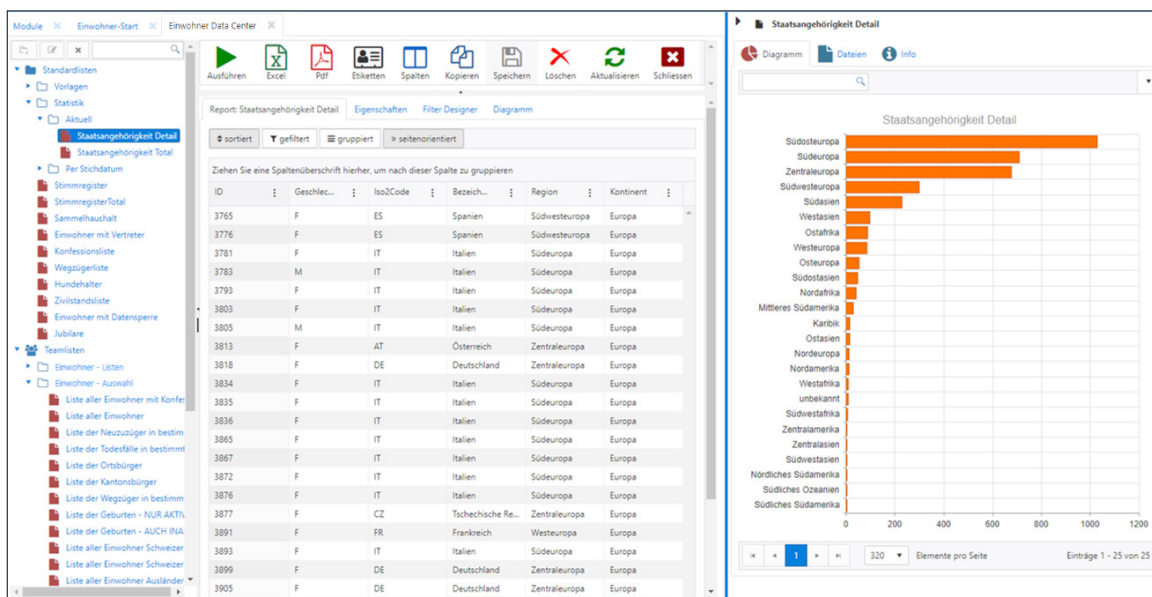 Module
Einwohner-Start
Einwohner Data Center
Standardlisten
Vorlagen
Statistik
Aktuell
Staatsangehörigkeit Detail
Staatsangehörigkeit Total
Per Stichdatum
Stimmregister
StimmregisterTotal
Sammelhaushalt
Einwohner mit Vertreter
Konfessionsliste
Wegzügerliste
Hundehalter
Zivilstandsliste
Einwohner mit Datensperre
Jubilare
Teamlisten
Einwohner - Listen
Einwohner - Auswahl
Liste aller Einwohner mit Konfes
Liste aller Einwohner
Liste der Neuzuzüger in bestim
Liste der Todesfälle in bestimmt
Liste der Ortsbürger
Liste der Kantonsbürger
Liste der Wegzüger in bestimm
Liste der Geburten - NUR AKTIV
Liste der Geburten - AUCH INA
Liste aller Einwohner Schweizer
Liste aller Einwohner Schweizer
Liste aller Einwohner Ausländer
Ausführen Excel Pdf Etiketten Spalten Kopieren Speichern Löschen Aktualisieren Schliessen
Report: Staatsangehörigkeit Detail Eigenschaften Filter Designer Diagramm
sortiert gefiltert gruppiert » seitenorientiert
Ziehen Sie eine Spaltenüberschrift hierher, um nach dieser Spalte zu gruppieren
ID Geschlec... Iso2Code Bezeich... Region Kontinent
3765 F ES Spanien Südwesteuropa Europa
3776 F ES Spanien Südwesteuropa Europa
3781 F IT Italien Südeuropa Europa
3783 M IT Italien Südeuropa Europa
3793 F IT Italien Südeuropa Europa
3803 F IT Italien Südeuropa Europa
3805 M IT Italien Südeuropa Europa
3813 F AT Österreich Zentraleuropa Europa
3818 F DE Deutschland Zentraleuropa Europa
3834 F IT Italien Südeuropa Europa
3835 F IT Italien Südeuropa Europa
3836 F IT Italien Südeuropa Europa
3865 F IT Italien Südeuropa Europa
3867 F IT Italien Südeuropa Europa
3872 F IT Italien Südeuropa Europa
3876 F IT Italien Südeuropa Europa
3877 F CZ Tschechische Re... Zentraleuropa Europa
3891 F FR Frankreich Westeuropa Europa
3893 F IT Italien Südeuropa Europa
3899 F DE Deutschland Zentraleuropa Europa
3905 F DE Deutschland Zentraleuropa Europa
Staatsangehörigkeit Detail
Diagramm Dateien Info
Staatsangehörigkeit Detail
Südosteuropa
Südeuropa
Zentraleuropa
Südwesteuropa
Südasien
Westasien
Ostafrika
Westeuropa
Osteuropa
Südostasien
Nordafrika
Mittleres Südamerika
Karibik
Ostasien
Nordeuropa
Nordamerika
Westafrika
unbekannt
Südwestafrika
Zentralamerika
Zentralasien
Südwestasien
Nördliches Südamerika
Südliches Ozeanien
Südliches Südamerika
0 200 400 600 800 1000 1200
1 320 Elemente pro Seite Einträge 1 - 25 von 25